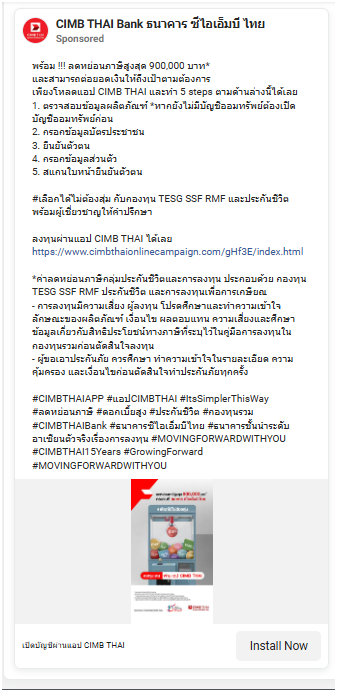 CIMB THAI Bank ธนาคาร ซีไอเอ็มบี ไทย
Sponsored
พร้อม !!! ลดหย่อนภาษีสูงสุด 900,000 บาท*
และสามารถต่อยอดเงินให้ถึงเป้าตามต้องการ
เพียงโหลดแอป CIMB THAI และทำ 5 steps ตามด้านล่างนี้ได้เลย
1. ตรวจสอบข้อมูลผลิตภัณฑ์ *หากยังไม่มีบัญชีออมทรัพย์ต้องเปิด
บัญชีออมทรัพย์ก่อน
2. กรอกข้อมูลบัตรประชาชน
3. ยืนยันตัวตน
4. กรอกข้อมูลส่วนตัว
5. สแกนใบหน้ายืนยันตัวตน
#เลือกได้ไม่ต้องสุ่ม กับกองทุน TESG SSF RMF และประกันชีวิต
พร้อมผู้เชี่ยวชาญให้คำปรึกษา
ลงทุนผ่านแอป CIMB THAI ได้เลย
https://www.cimbthaionlinecampaign.com/gHf3E/index.html
*ค่าลดหย่อนภาษีกลุ่มประกันชีวิตและการลงทุน ประกอบด้วย กองทุน
TESG SSF RMF ประกันชีวิต และการลงทุนเพื่อการเกษียณ
- การลงทุนมีความเสี่ยง ผู้ลงทุน โปรดศึกษาและทำความเข้าใจ
ลักษณะของผลิตภัณฑ์ เงื่อนไข ผลตอบแทน ความเสี่ยงและศึกษา
ข้อมูลเกี่ยวกับสิทธิประโยชน์ทางภาษีที่ระบุไว้ในคู่มือการลงทุนใน
กองทุนรวมก่อนตัดสินใจลงทุน
- ผู้ขอเอาประกันภัย ควรศึกษา ทำความเข้าใจในรายละเอียด ความ
คุ้มครอง และเงื่อนไขก่อนตัดสินใจทำประกันภัยทุกครั้ง
#CIMBTHAIAPP #แอปCIMBTHAI #ItsSimplerThisWay
#ลดหย่อนภาษี #ดอกเบี้ยสูง #ประกันชีวิต #กองทุนรวม
#CIMBTHAIBank #ธนาคารซีไอเอ็มบีไทย #ธนาคารชั้นนำระดับ
อาเซียนตัวจริงเรื่องการลงทุน #MOVINGFORWARDWITHYOU
#CIMBTHAI15Years #GrowingForward
#MOVINGFORWARDWITHYOU
900,000
CIMB THAI
เปิดบัญชีผ่านแอป CIMB THAI
Install Now